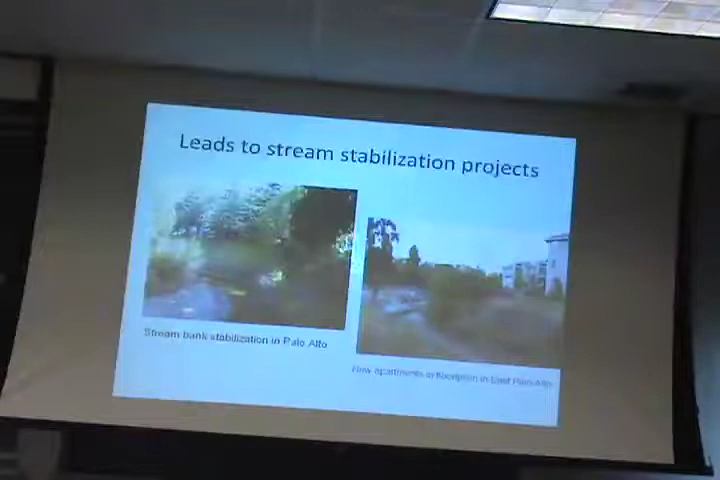 Leads to stream stabilization projects
Stream bank stabilization in Palo Alto
New apartments in floodplain in East Palo Alto